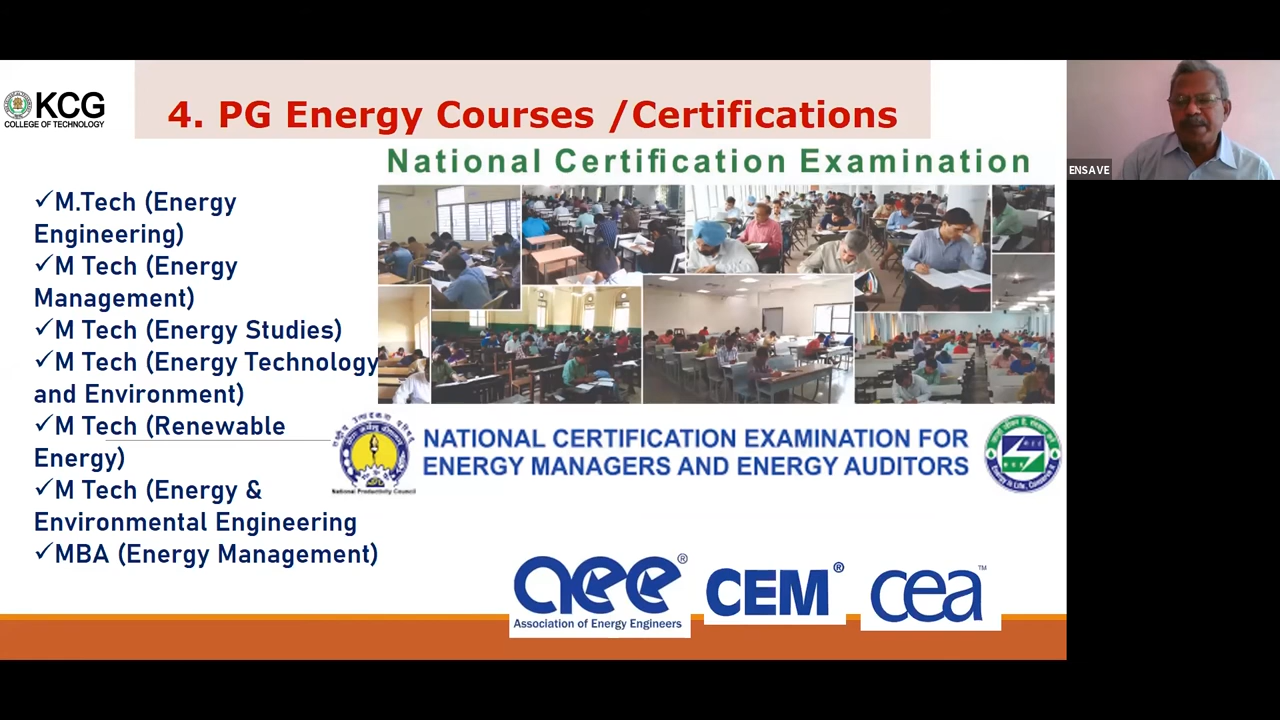 KCG
COLLEGE OF TECHNOLOGY
4. PG Energy Courses /Certifications
ENSAVE
National Certification Examination
✓M.Tech (Energy
Engineering)
✓M Tech (Energy
Management)
✓M Tech (Energy Studies)
✓M Tech (Energy Technology
and Environment)
✓M Tech (Renewable
Energy)
✓M Tech (Energy &
Environmental Engineering
✓MBA (Energy Management)
National Productivity Council
NATIONAL CERTIFICATION EXAMINATION FOR
ENERGY MANAGERS AND ENERGY AUDITORS
aee®
Association of Energy Engineers
CEM®
cea™